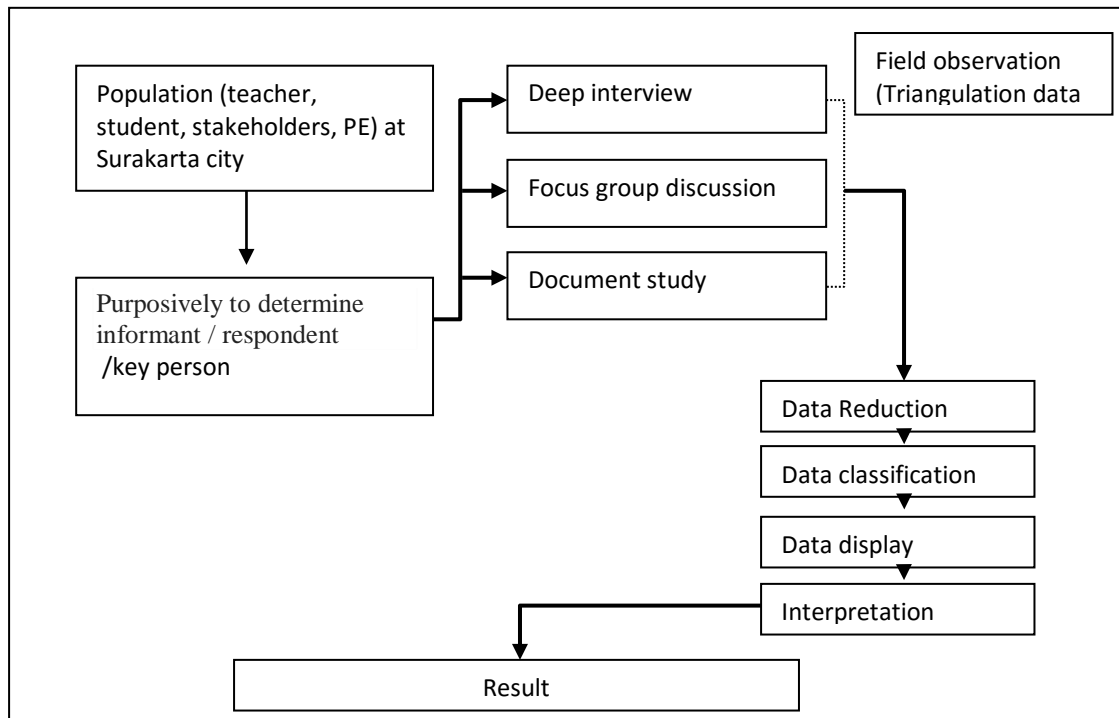 Population (teacher,
student, stakeholders, PE) at
Surakarta city
Purposively to determine
informant / respondent
/key person
Deep interview
Focus group discussion
Document study
Field observation
(Triangulation data
Data Reduction
Data classification
Data display
Interpretation
Result